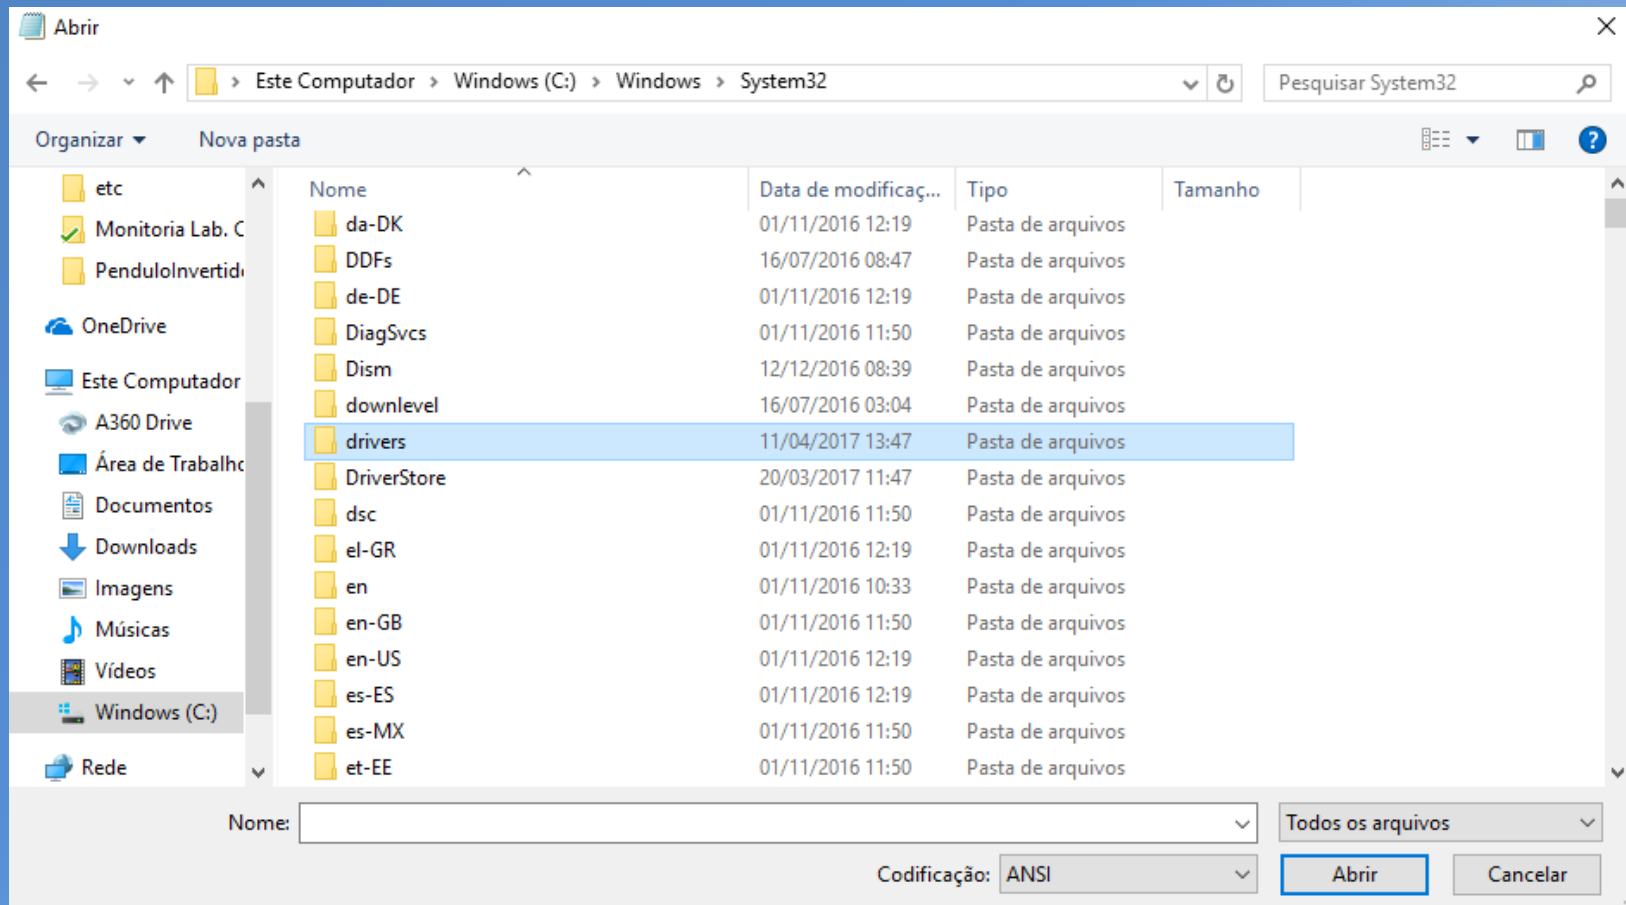 Abrir
Este Computador > Windows (C:) > Windows > System32
Pesquisar System32
Organizar
Nova pasta
etc
Monitoria Lab. C
PenduloInvertid
OneDrive
Este Computador
A360 Drive
Área de Trabalho
Documentos
Downloads
Imagens
Músicas
Vídeos
Windows (C:)
Rede
Nome Data de modificaç... Tipo Tamanho
da-DK 01/11/2016 12:19 Pasta de arquivos
DDFs 16/07/2016 08:47 Pasta de arquivos
de-DE 01/11/2016 12:19 Pasta de arquivos
DiagSvcs 01/11/2016 11:50 Pasta de arquivos
Dism 12/12/2016 08:39 Pasta de arquivos
downlevel 16/07/2016 03:04 Pasta de arquivos
drivers 11/04/2017 13:47 Pasta de arquivos
DriverStore 20/03/2017 11:47 Pasta de arquivos
dsc 01/11/2016 11:50 Pasta de arquivos
el-GR 01/11/2016 12:19 Pasta de arquivos
en 01/11/2016 10:33 Pasta de arquivos
en-GB 01/11/2016 11:50 Pasta de arquivos
en-US 01/11/2016 12:19 Pasta de arquivos
es-ES 01/11/2016 12:19 Pasta de arquivos
es-MX 01/11/2016 11:50 Pasta de arquivos
et-EE 01/11/2016 11:50 Pasta de arquivos
Nome:
Todos os arquivos
Codificação: ANSI
Abrir
Cancelar